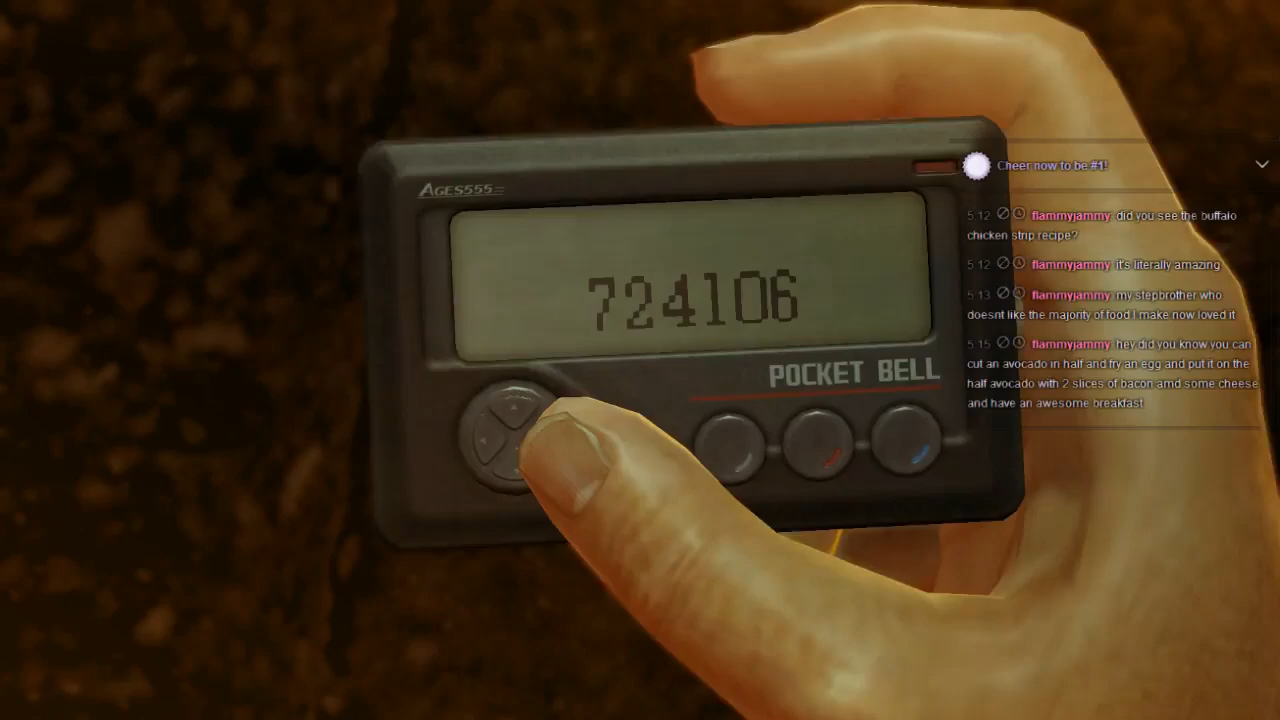 AGES555
724106
POCKET BELL
Cheer now to be #1!
5:12 flammyjammy: did you see the buffalo
chicken strip recipe?
5:12 flammyjammy: it's literally amazing
5:13 flammyjammy: my stepbrother who
doesnt like the majority of food I make now loved it
5:15 flammyjammy: hey did you know you can
cut an avocado in half and fry an egg and put it on the
half avocado with 2 slices of bacon amd some cheese
and have an awesome breakfast